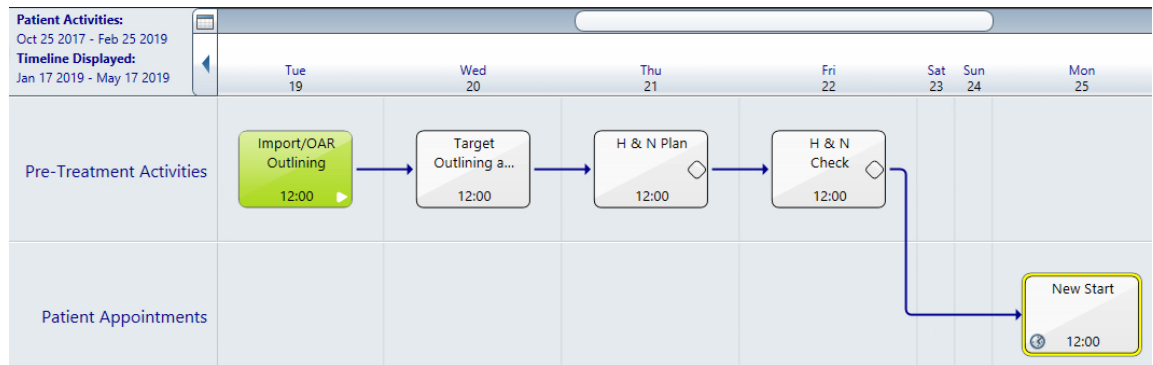 Patient Activities:
Oct 25 2017 - Feb 25 2019
Timeline Displayed:
Jan 17 2019 - May 17 2019
Tue
19
Wed
20
Thu
21
Fri
22
Sat
23
Sun
24
Mon
25
Pre-Treatment Activities
Import/OAR
Outlining
12:00
Target
Outlining a...
12:00
H & N Plan
12:00
H & N
Check
12:00
Patient Appointments
New Start
12:00